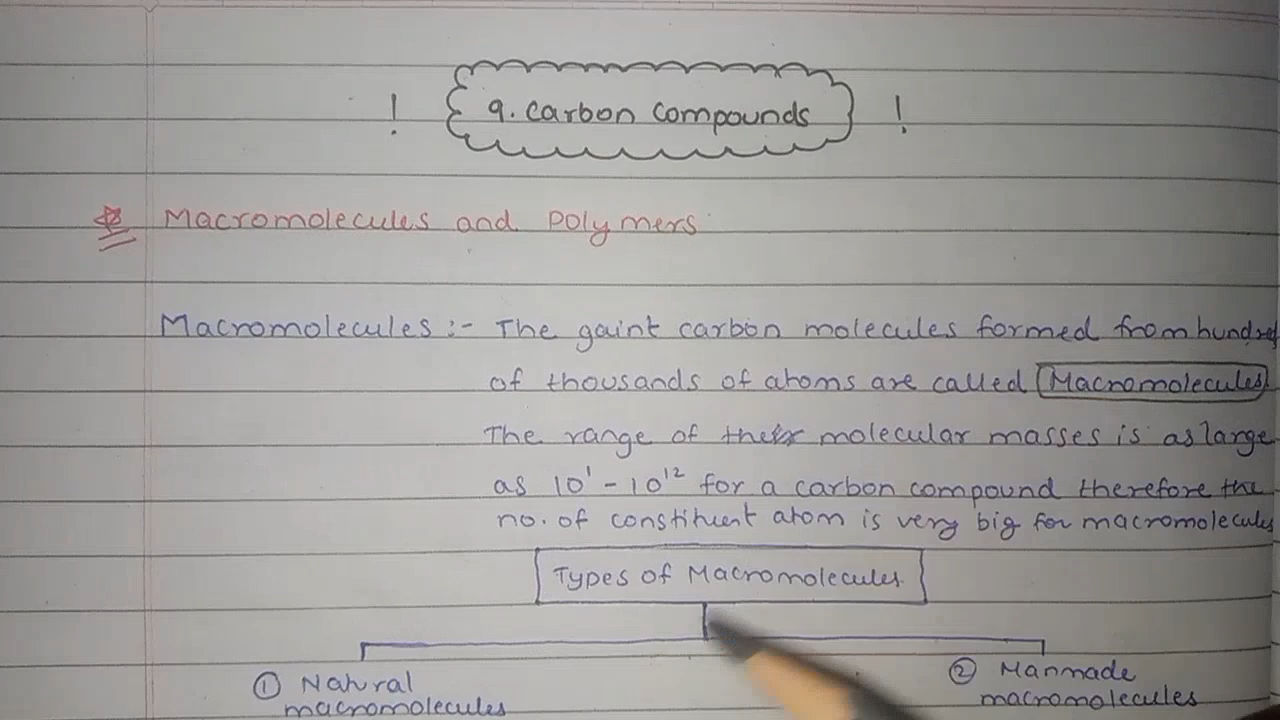 ! 9. Carbon Compounds !
Macromolecules and Polymers
Macromolecules :- The gaint carbon molecules formed from hundred
of thousands of atoms are called Macromolecules
The range of their molecular masses is as large
as 10¹ - 10¹² for a carbon compound therefore the
no. of constituent atom is very big for macromolecules
Types of Macromolecules.
① Natural
macromolecules
② Manmade
macromolecules